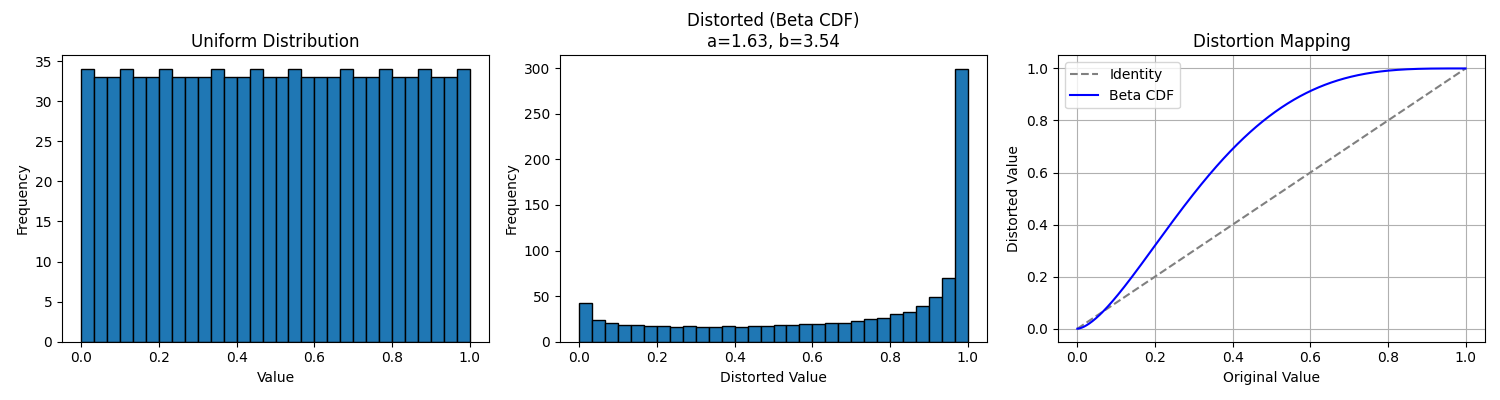 Uniform Distribution
35
30
25
20
15
10
5
0
Frequency
0.0 0.2 0.4 0.6 0.8 1.0
Value
Distorted (Beta CDF)
a=1.63, b=3.54
300
250
200
150
100
50
0
Frequency
0.0 0.2 0.4 0.6 0.8 1.0
Distorted Value
Distortion Mapping
Identity
Beta CDF
1.0
0.8
0.6
0.4
0.2
0.0
Distorted Value
0.0 0.2 0.4 0.6 0.8 1.0
Original Value